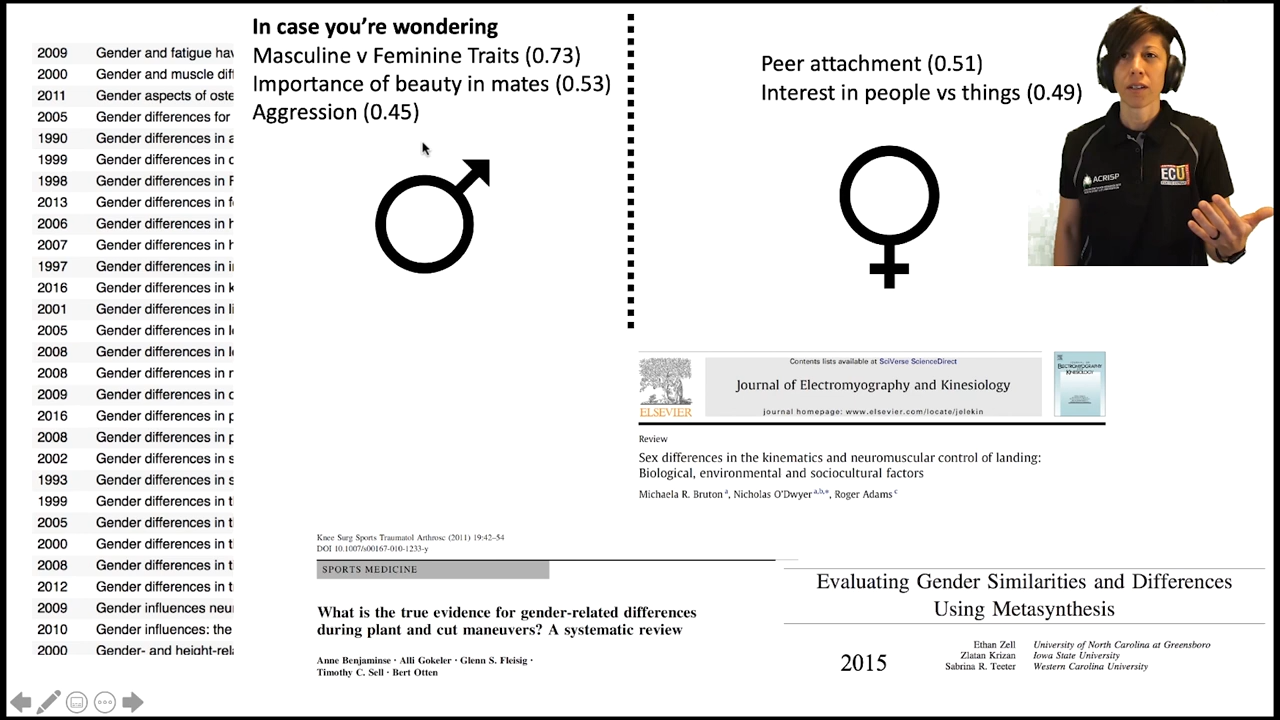 In case you're wondering
Masculine v Feminine Traits (0.73)
Importance of beauty in mates (0.53)
Aggression (0.45)
Peer attachment (0.51)
Interest in people vs things (0.49)
ACRISP
ECU
2009 Gender and fatigue hav
2000 Gender and muscle diff
2011 Gender aspects of oste
2005 Gender differences for
1990 Gender differences in a
1999 Gender differences in c
1998 Gender differences in F
2013 Gender differences in f
2006 Gender differences in h
2007 Gender differences in h
1997 Gender differences in i
2016 Gender differences in k
2001 Gender differences in li
2005 Gender differences in l
2008 Gender differences in l
2008 Gender differences in r
2009 Gender differences in c
2016 Gender differences in p
2008 Gender differences in p
2002 Gender differences in s
1993 Gender differences in s
1999 Gender differences in t
2005 Gender differences in t
2000 Gender differences in t
2008 Gender differences in t
2012 Gender differences in t
2009 Gender influences neu
2010 Gender influences: the
2000 Gender- and height-rela
Contents lists available at SciVerse ScienceDirect
Journal of Electromyography and Kinesiology
journal homepage: www.elsevier.com/locate/jelekin
ELSEVIER
ELECTROMYOGRAPHY
KINESIOLOGY
Review
Sex differences in the kinematics and neuromuscular control of landing:
Biological, environmental and sociocultural factors
Michaela R. Bruton a, Nicholas O'Dwyer a,b,*, Roger Adams c
Knee Surg Sports Traumatol Arthrosc (2011) 19:42–54
DOI 10.1007/s00167-010-1233-y
SPORTS MEDICINE
What is the true evidence for gender-related differences
during plant and cut maneuvers? A systematic review
Anne Benjaminse · Alli Gokeler · Glenn S. Fleisig ·
Timothy C. Sell · Bert Otten
Evaluating Gender Similarities and Differences
Using Metasynthesis
2015
Ethan Zell University of North Carolina at Greensboro
Zlatan Krizan Iowa State University
Sabrina R. Teeter Western Carolina University